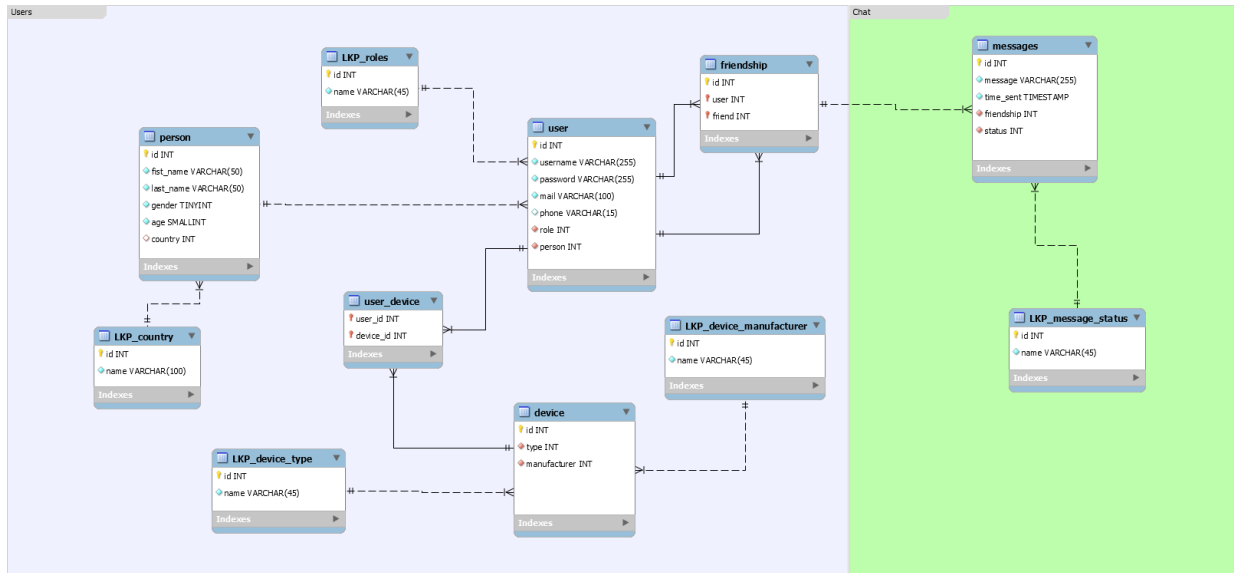 Users
Chat
LKP_roles
id INT
name VARCHAR(45)
Indexes
friendship
id INT
user INT
friend INT
Indexes
messages
id INT
message VARCHAR(255)
time_sent TIMESTAMP
friendship INT
status INT
Indexes
person
id INT
fist_name VARCHAR(50)
last_name VARCHAR(50)
gender TINYINT
age SMALLINT
country INT
Indexes
user
id INT
username VARCHAR(255)
password VARCHAR(255)
mail VARCHAR(100)
phone VARCHAR(15)
role INT
person INT
Indexes
user_device
user_id INT
device_id INT
Indexes
LKP_country
id INT
name VARCHAR(100)
Indexes
LKP_device_manufacturer
id INT
name VARCHAR(45)
Indexes
LKP_message_status
id INT
name VARCHAR(45)
Indexes
device
id INT
type INT
manufacturer INT
Indexes
LKP_device_type
id INT
name VARCHAR(45)
Indexes